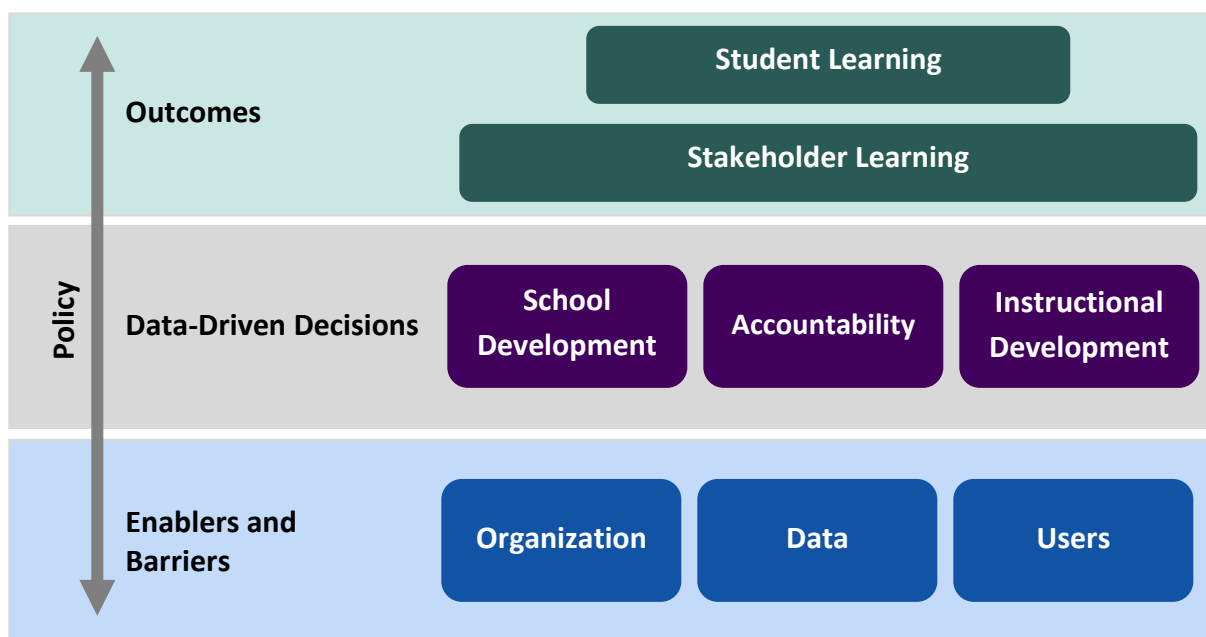 Student Learning
Outcomes
Stakeholder Learning
Policy
Data-Driven Decisions
School
Development
Accountability
Instructional
Development
Enablers and
Barriers
Organization
Data
Users